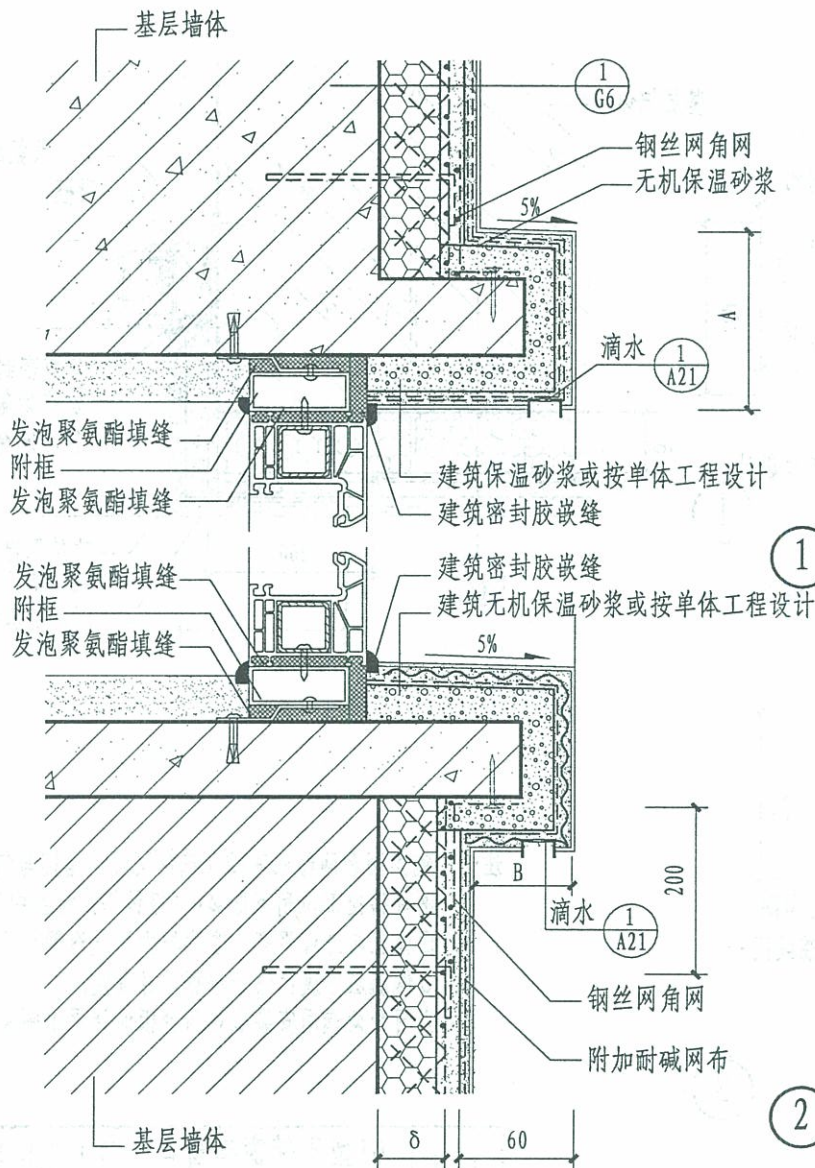 基层墙体
1
G6
钢丝网角网
无机保温砂浆
5%
A
滴水
1
A21
发泡聚氨酯填缝
附框
发泡聚氨酯填缝
建筑保温砂浆或按单体工程设计
建筑密封胶嵌缝
1
发泡聚氨酯填缝
附框
发泡聚氨酯填缝
建筑密封胶嵌缝
建筑无机保温砂浆或按单体工程设计
5%
B
200
滴水
1
A21
钢丝网角网
附加耐碱网布
2
基层墙体
δ
60